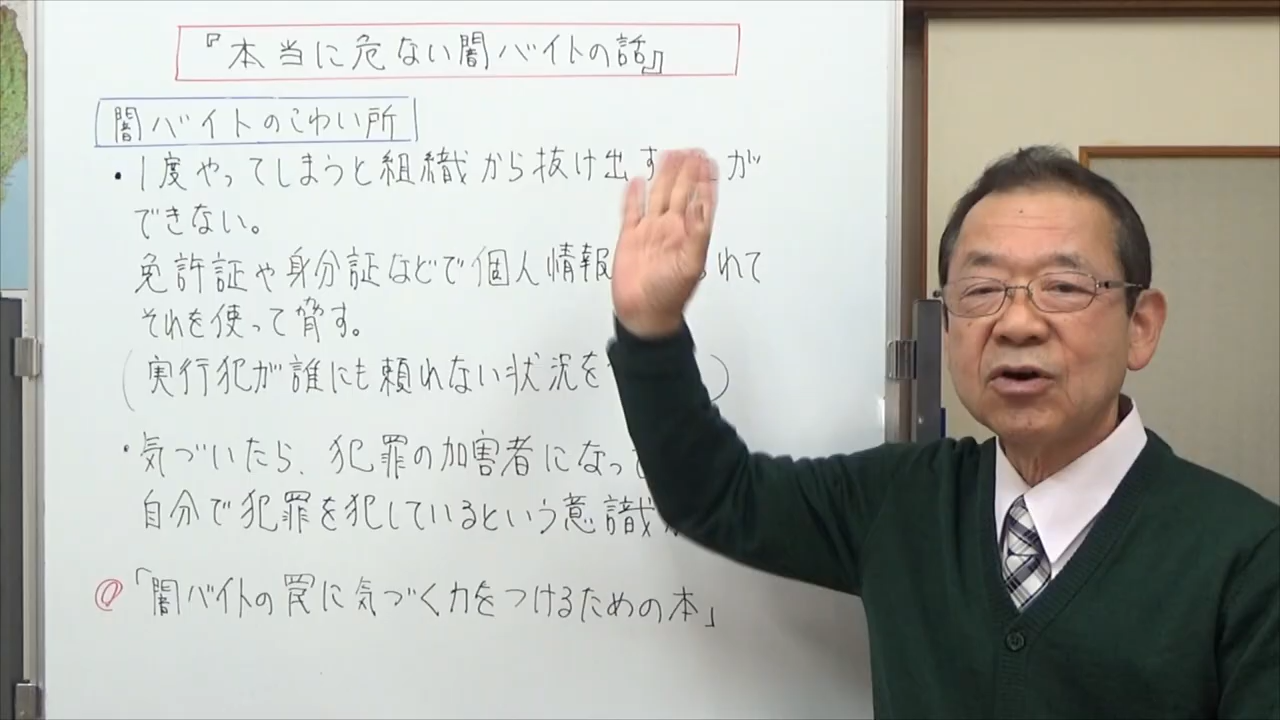 『本当に危ない闇バイトの話』
闇バイトのこわい所
・1度やってしまうと組織から抜け出す が
できない。
免許証や身分証などで個人情報 れて
カ
それを使って脅す。
(実行犯が誰にも頼れない状況を )
・気づいたら、犯罪の加害者になって
自分で犯罪を犯しているという意識
@「闇バイトの罠に気づく力をつけるための本」